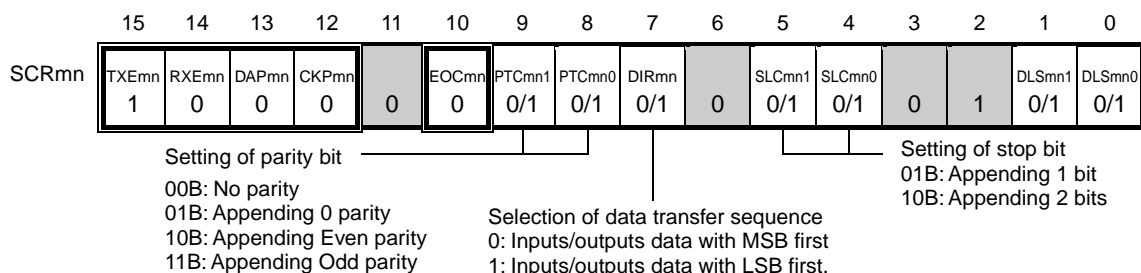 15 14 13 12 11 10 9 8 7 6 5 4 3 2 1 0
SCRmn TXEmn RXEmn DAPmn CKPmn EOCmn PTCmn1 PTCmn0 DIRmn SLCmn1 SLCmn0 DLSmn1 DLSmn0
1 0 0 0 0 0 0/1 0/1 0/1 0 0/1 0/1 0 1 0/1 0/1
Setting of parity bit
00B: No parity
01B: Appending 0 parity
10B: Appending Even parity
11B: Appending Odd parity
Selection of data transfer sequence
0: Inputs/outputs data with MSB first
1: Inputs/outputs data with LSB first.
Setting of stop bit
01B: Appending 1 bit
10B: Appending 2 bits